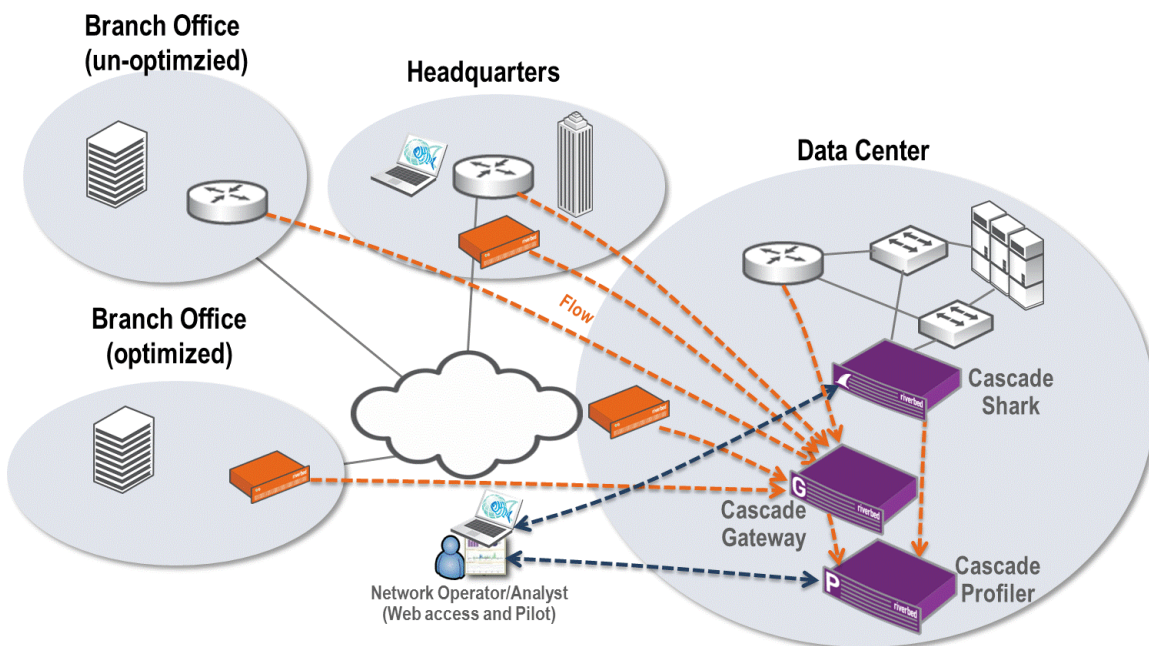 Branch Office
(un-optimzied)
Headquarters
Data Center
Flow
Branch Office
(optimized)
riverbed
Cascade
Shark
G
riverbed
Cascade
Gateway
P
riverbed
Cascade
Profiler
Network Operator/Analyst
(Web access and Pilot)